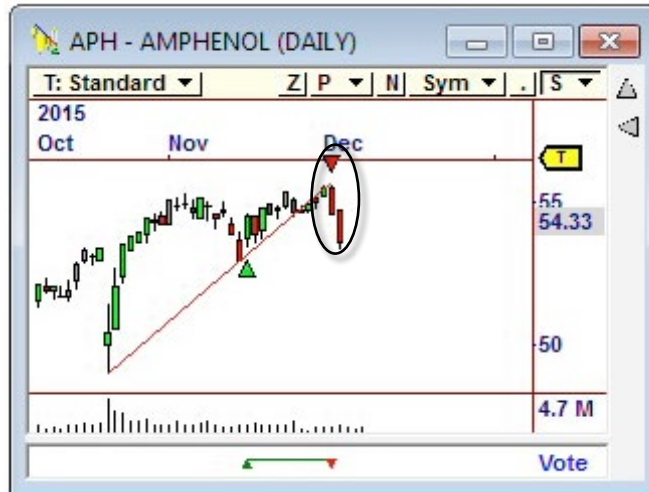 APH - AMPHENOL (DAILY)
T: Standard Z P N Sym . S
2015
Oct Nov Dec
T
55
54.33
50
4.7 M
Vote